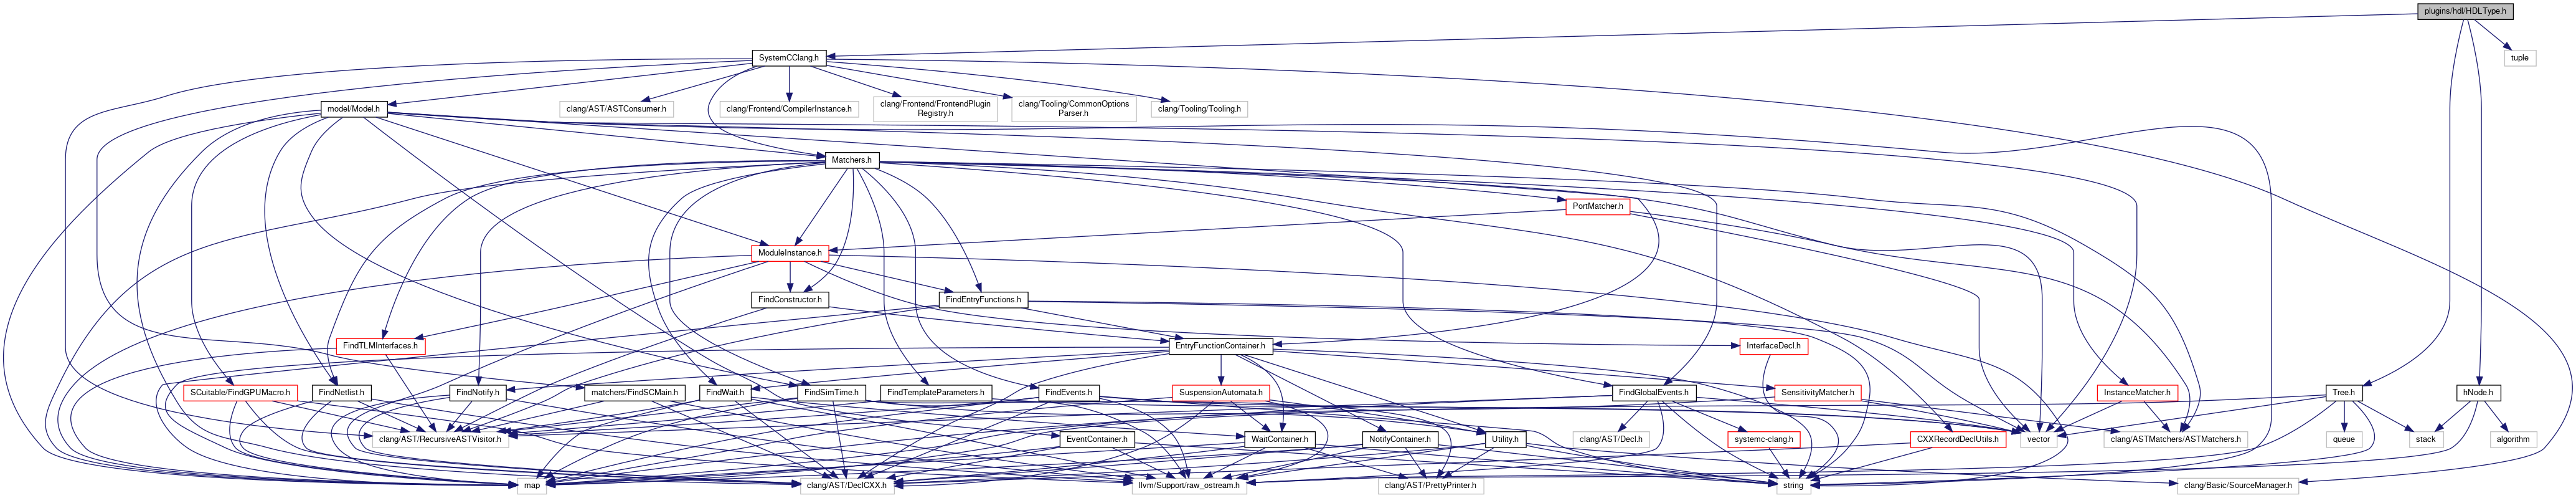 plugins/hdl/HDLType.h
SystemCClang.h
tuple
model/Model.h
clang/AST/ASTConsumer.h
clang/Frontend/CompilerInstance.h
clang/Frontend/FrontendPlugin
Registry.h
clang/Tooling/CommonOptions
Parser.h
clang/Tooling/Tooling.h
Matchers.h
PortMatcher.h
ModuleInstance.h
FindConstructor.h
FindEntryFunctions.h
FindTLMInterfaces.h
EntryFunctionContainer.h
InterfaceDecl.h
SCuitable/FindGPUMacro.h
FindNetlist.h
FindNotify.h
matchers/FindSCMain.h
FindWait.h
FindSimTime.h
FindTemplateParameters.h
FindEvents.h
SuspensionAutomata.h
FindGlobalEvents.h
SensitivityMatcher.h
InstanceMatcher.h
Tree.h
hNode.h
clang/AST/RecursiveASTVisitor.h
EventContainer.h
WaitContainer.h
NotifyContainer.h
Utility.h
clang/AST/Decl.h
systemc-clang.h
CXXRecordDeclUtils.h
vector
clang/ASTMatchers/ASTMatchers.h
queue
stack
algorithm
map
clang/AST/DeclCXX.h
llvm/Support/raw_ostream.h
clang/AST/PrettyPrinter.h
string
clang/Basic/SourceManager.h